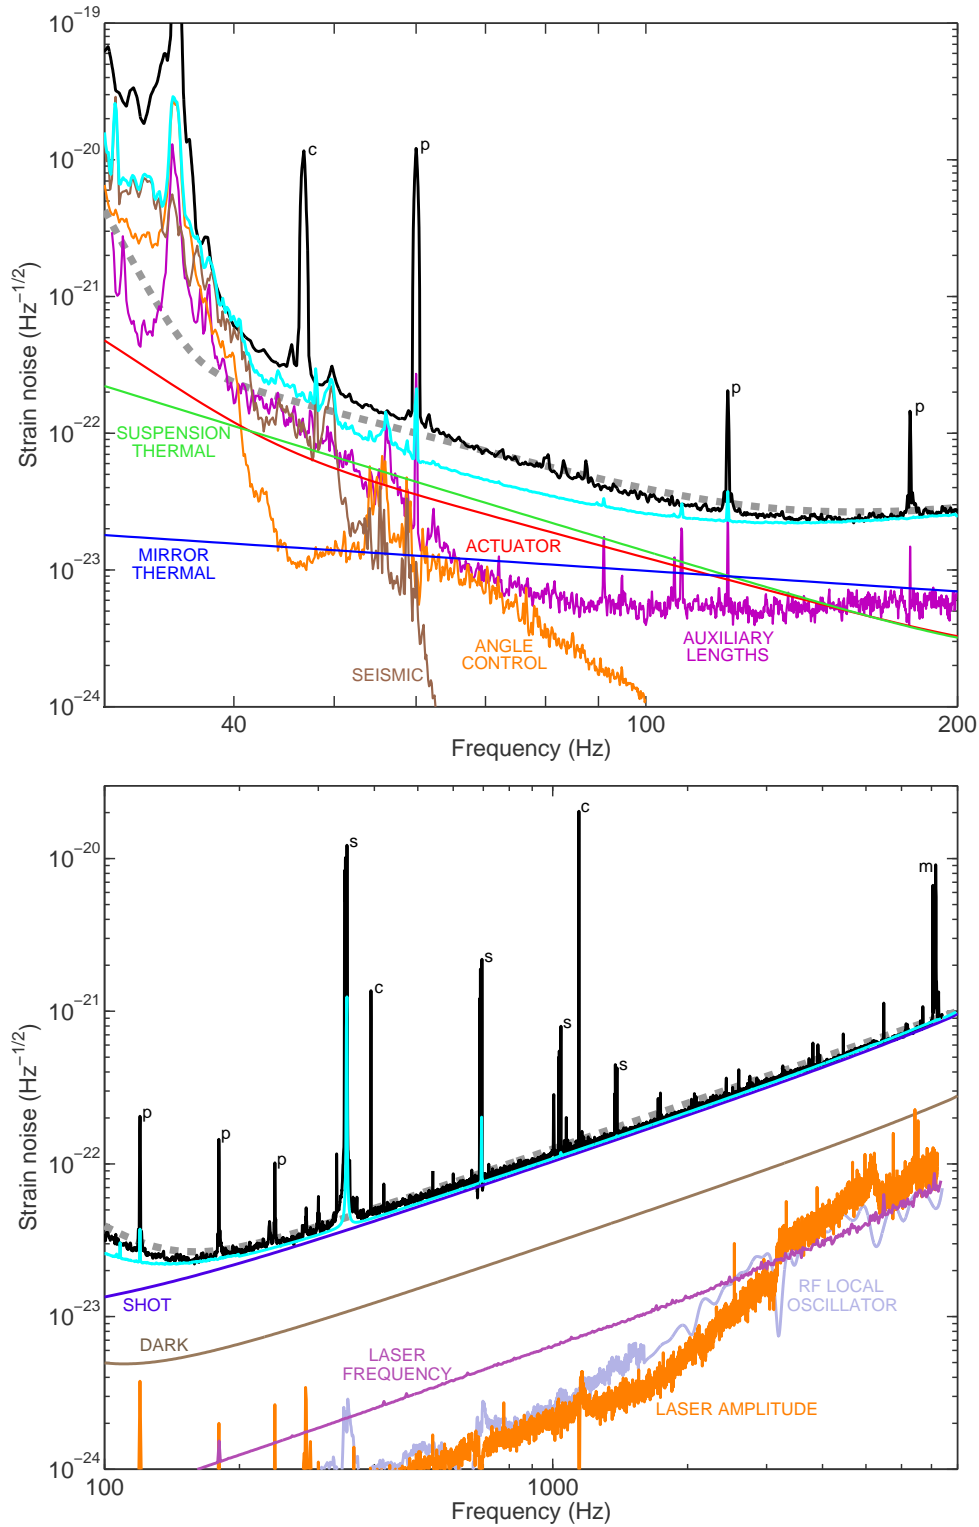 10⁻¹⁹
10⁻²⁰
10⁻²¹
10⁻²²
10⁻²³
10⁻²⁴
Strain noise (Hz⁻¹/²)
c
p
p
p
SUSPENSION
THERMAL
MIRROR
THERMAL
ACTUATOR
SEISMIC
ANGLE
CONTROL
AUXILIARY
LENGTHS
40
100
200
Frequency (Hz)
10⁻²⁰
10⁻²¹
10⁻²²
10⁻²³
10⁻²⁴
Strain noise (Hz⁻¹/²)
p
p
p
s
c
s
s
c
s
m
SHOT
DARK
LASER
FREQUENCY
RF LOCAL
OSCILLATOR
LASER AMPLITUDE
100
1000
Frequency (Hz)